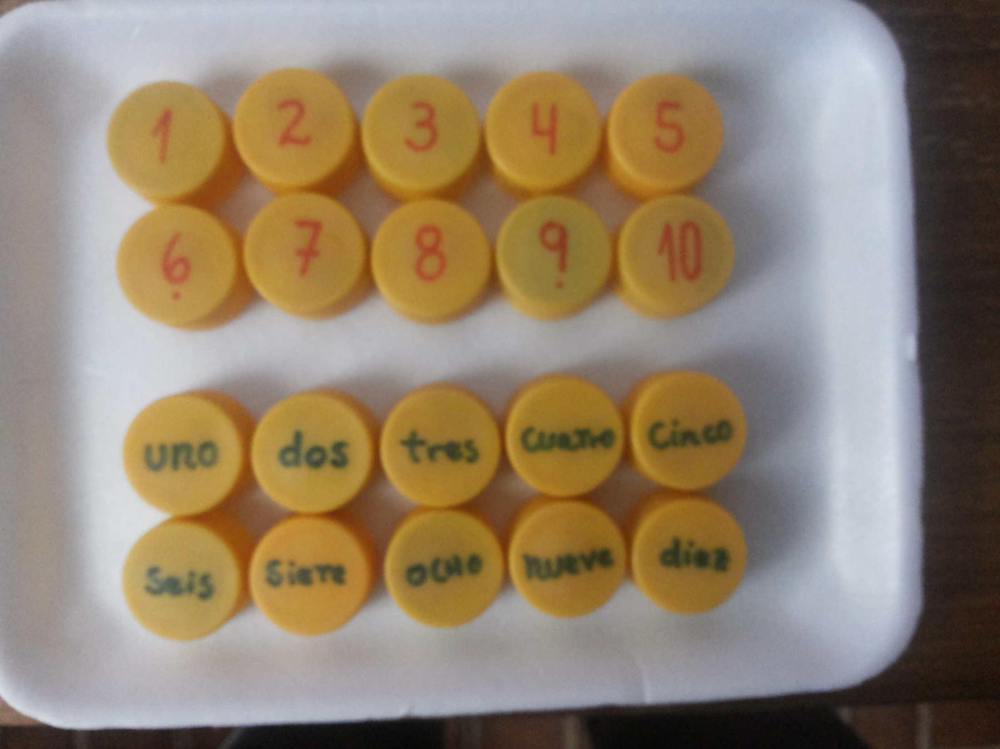 1 2 3 4 5
6 7 8 9 10
uno dos tres cuatro cinco
seis siete ocho nueve diez